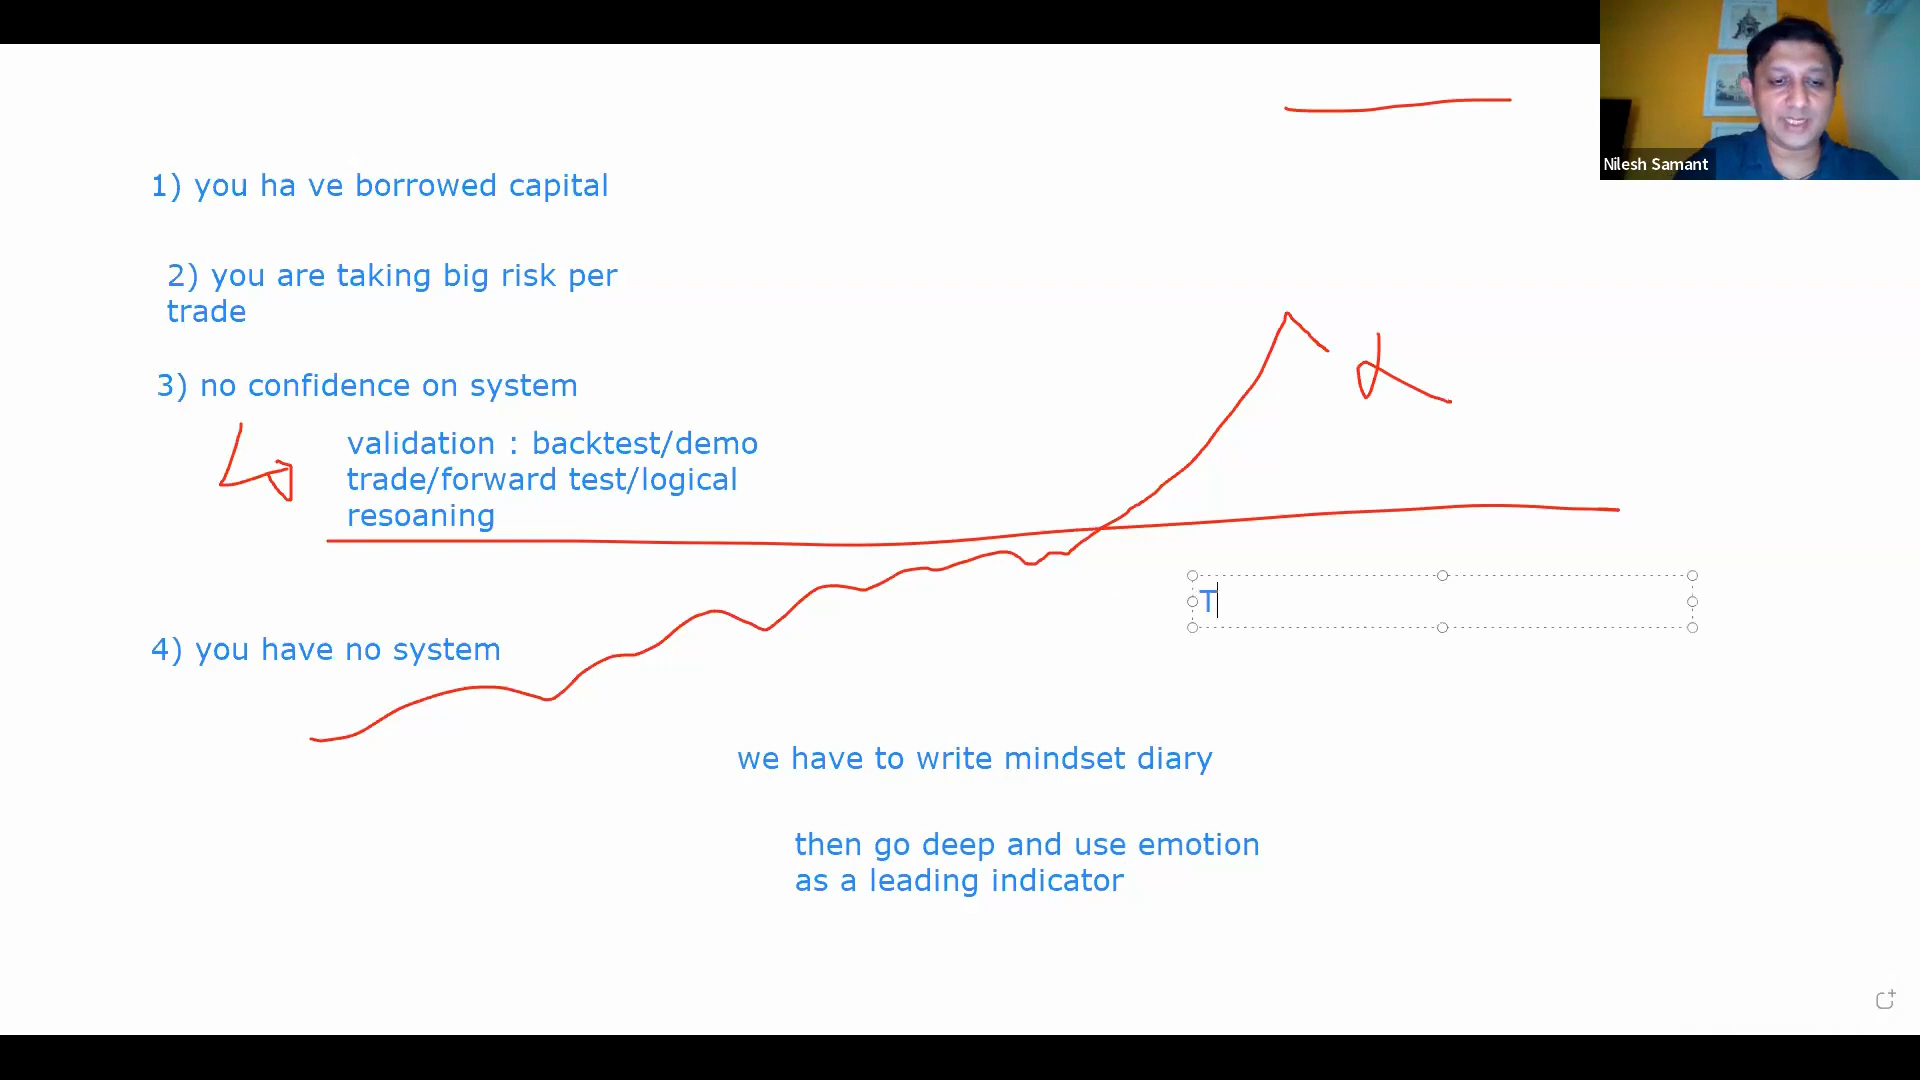 Nilesh Samant
1) you ha ve borrowed capital
2) you are taking big risk per
trade
3) no confidence on system
validation : backtest/demo
trade/forward test/logical
resoaning
T
4) you have no system
we have to write mindset diary
then go deep and use emotion
as a leading indicator